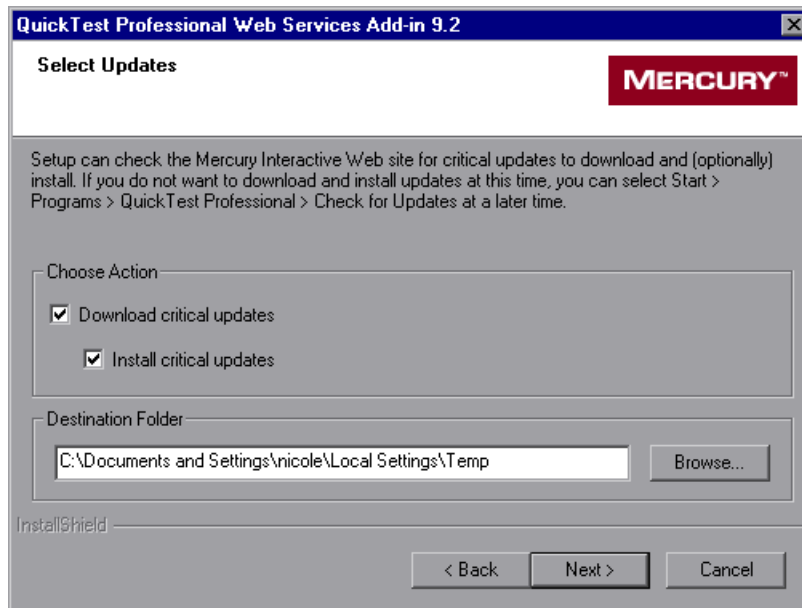 QuickTest Professional Web Services Add-in 9.2
Select Updates
MERCURY™
Setup can check the Mercury Interactive Web site for critical updates to download and (optionally)
install. If you do not want to download and install updates at this time, you can select Start >
Programs > QuickTest Professional > Check for Updates at a later time.
Choose Action
Download critical updates
Install critical updates
Destination Folder
C:\Documents and Settings\nicole\Local Settings\Temp
Browse...
InstallShield
< Back
Next >
Cancel